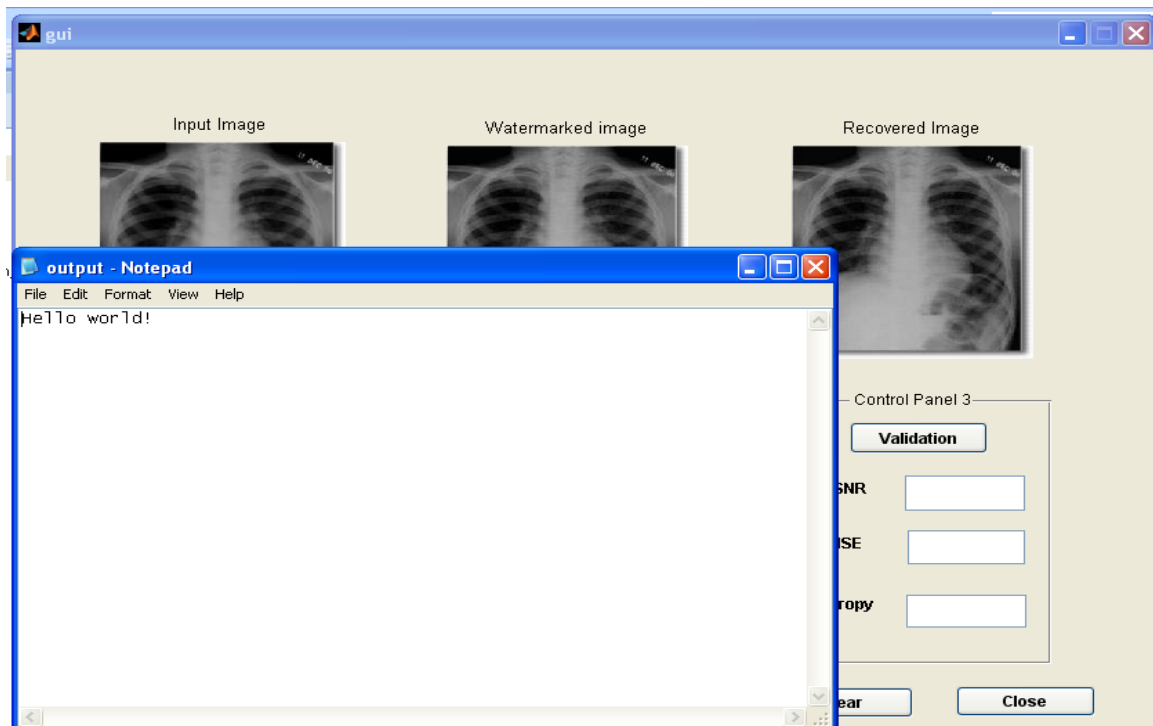 gui
Input Image
Watermarked image
Recovered Image
output - Notepad
File Edit Format View Help
Hello world!
Control Panel 3
Validation
SNR
ISE
ropy
ear
Close